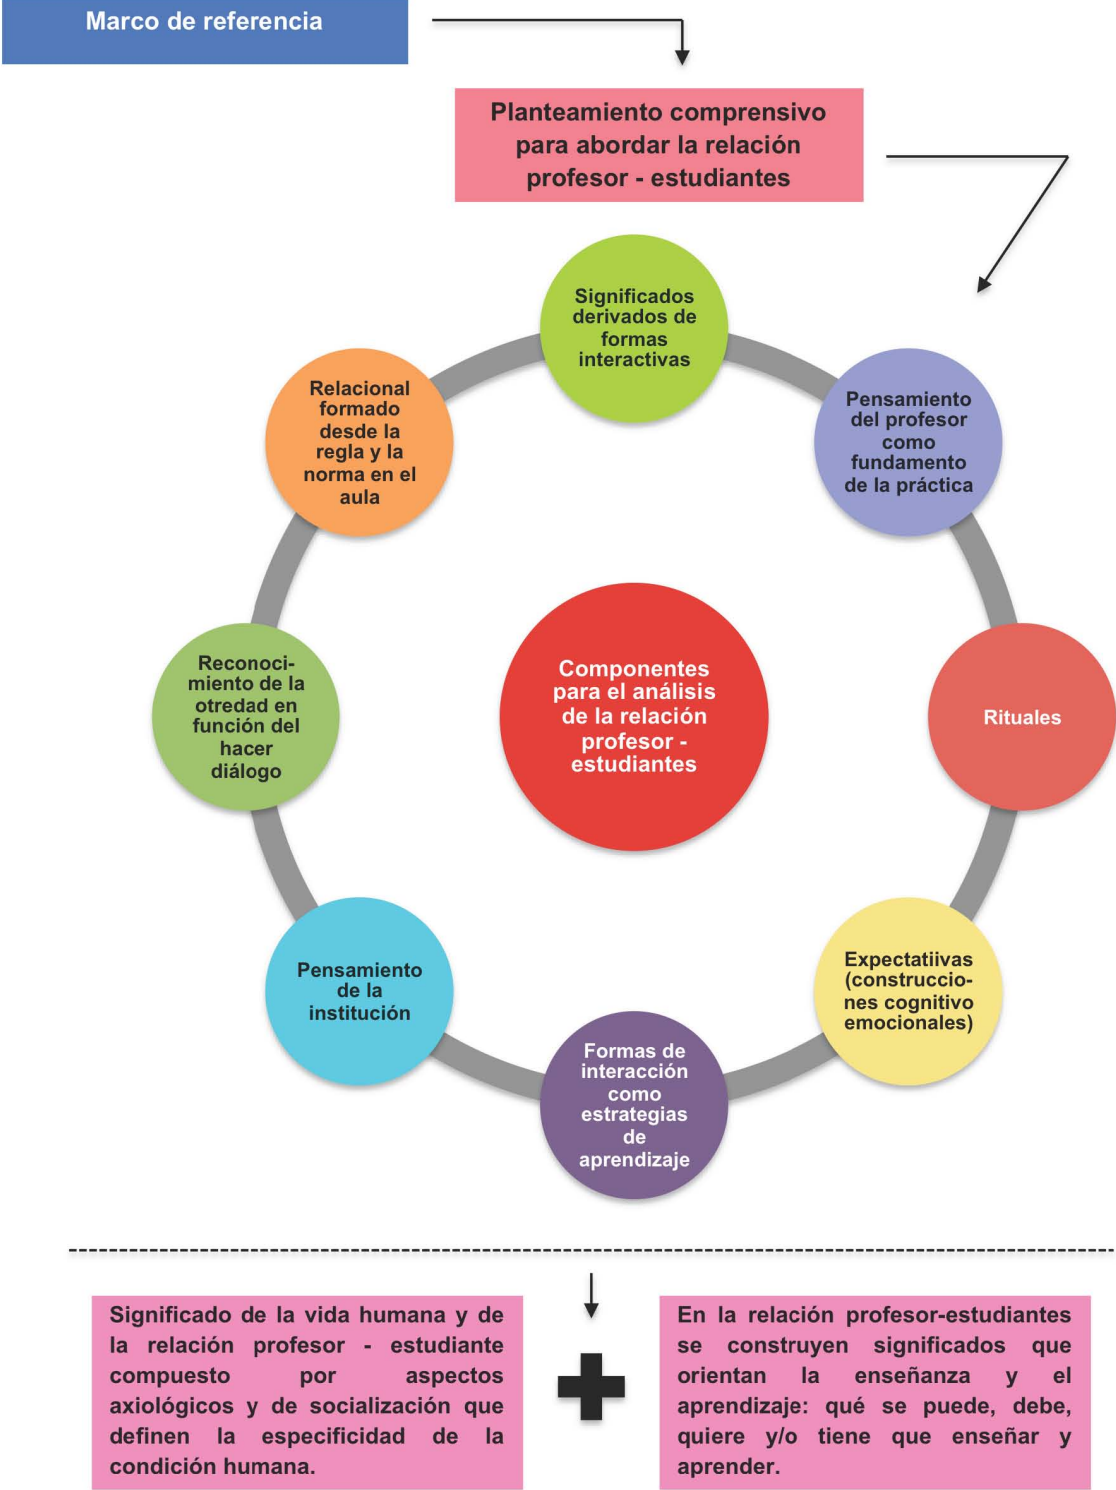 Marco de referencia
Planteamiento comprensivo
para abordar la relación
profesor - estudiantes
Significados
derivados de
formas
interactivas
Pensamiento
del profesor
como
fundamento
de la práctica
Rituales
Expectatiivas
(construccio-
nes cognitivo
emocionales)
Formas de
interacción
como
estrategias
de
aprendizaje
Pensamiento
de la
institución
Reconoci-
miento de la
otredad en
función del
hacer
diálogo
Relacional
formado
desde la
regla y la
norma en el
aula
Componentes
para el análisis
de la relación
profesor -
estudiantes
Significado de la vida humana y de
la relación profesor - estudiante
compuesto por aspectos
axiológicos y de socialización que
definen la especificidad de la
condición humana.
En la relación profesor-estudiantes
se construyen significados que
orientan la enseñanza y el
aprendizaje: qué se puede, debe,
quiere y/o tiene que enseñar y
aprender.